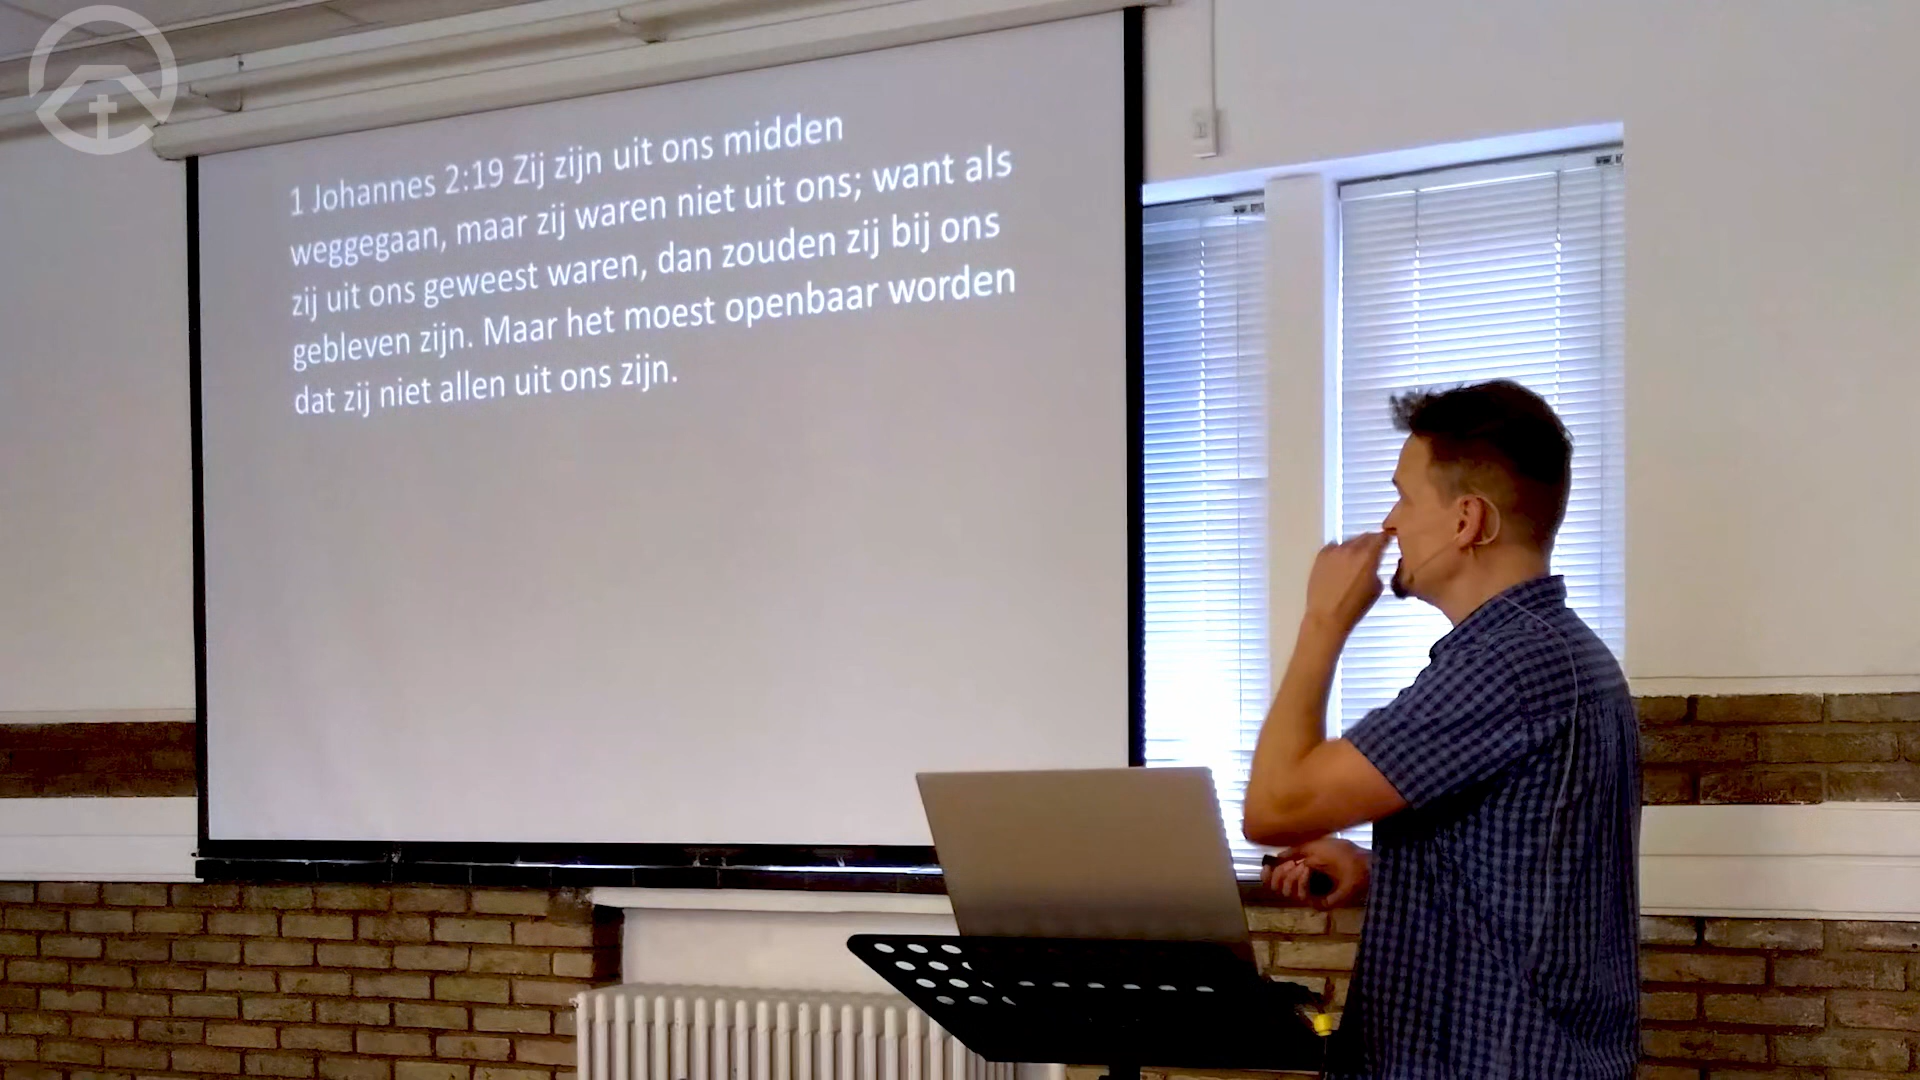 1 Johannes 2:19 Zij zijn uit ons midden
weggegaan, maar zij waren niet uit ons; want als
zij uit ons geweest waren, dan zouden zij bij ons
gebleven zijn. Maar het moest openbaar worden
dat zij niet allen uit ons zijn.